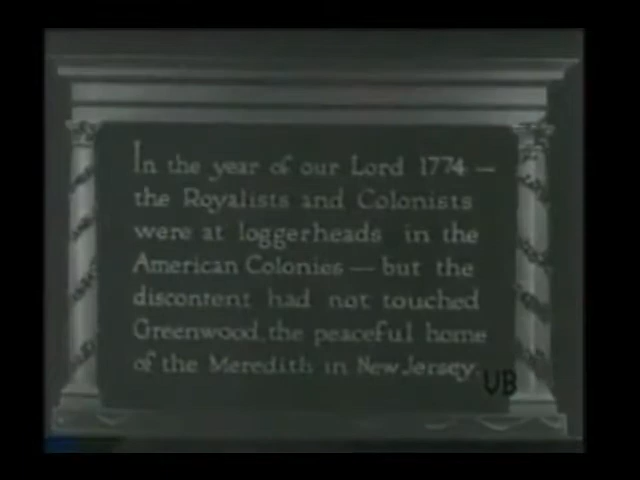 In the year of our Lord 1774 —
the Royalists and Colonists
were at loggerheads in the
American Colonies — but the
discontent had not touched
Greenwood, the peaceful home
of the Meredith in New Jersey.
VB